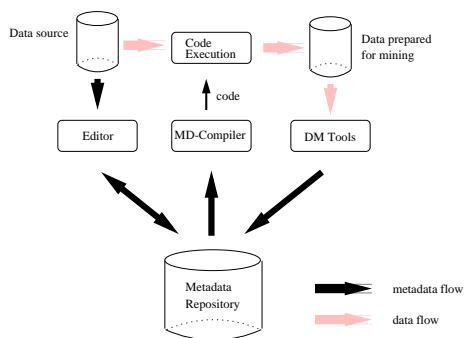 Data source
Code
Execution
Data prepared
for mining
code
Editor
MD-Compiler
DM Tools
Metadata
Repository
metadata flow
data flow